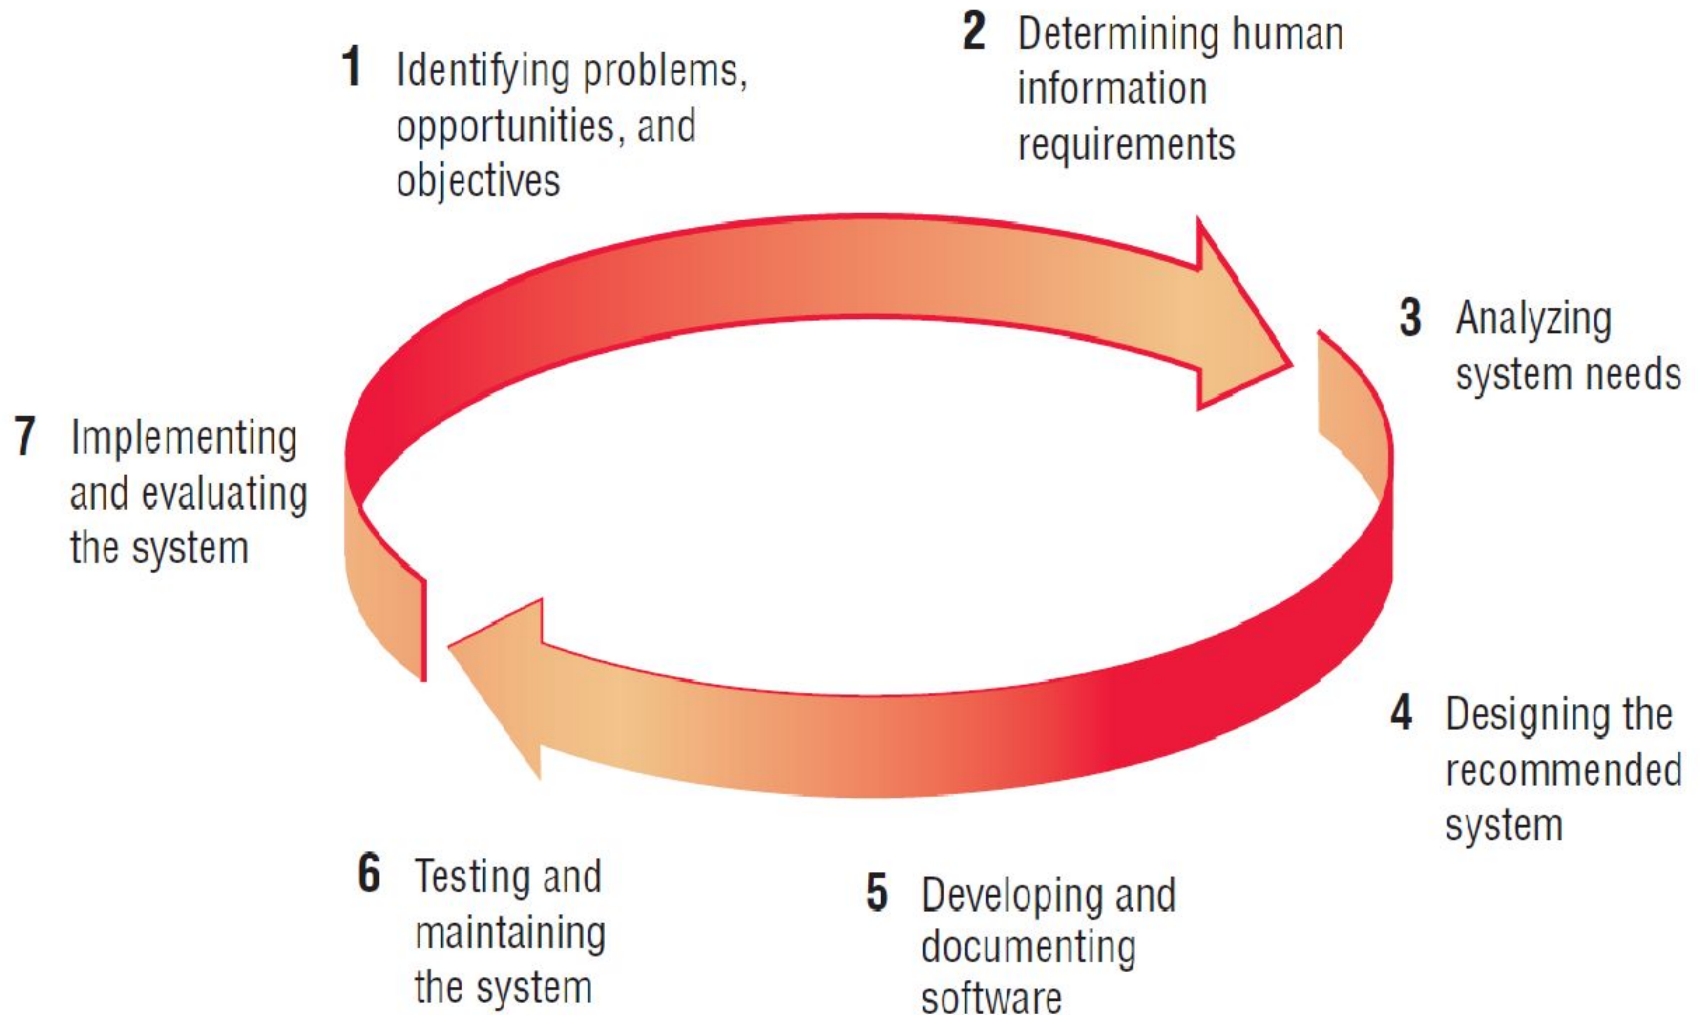 1 Identifying problems,
opportunities, and
objectives
2 Determining human
information
requirements
3 Analyzing
system needs
4 Designing the
recommended
system
5 Developing and
documenting
software
6 Testing and
maintaining
the system
7 Implementing
and evaluating
the system